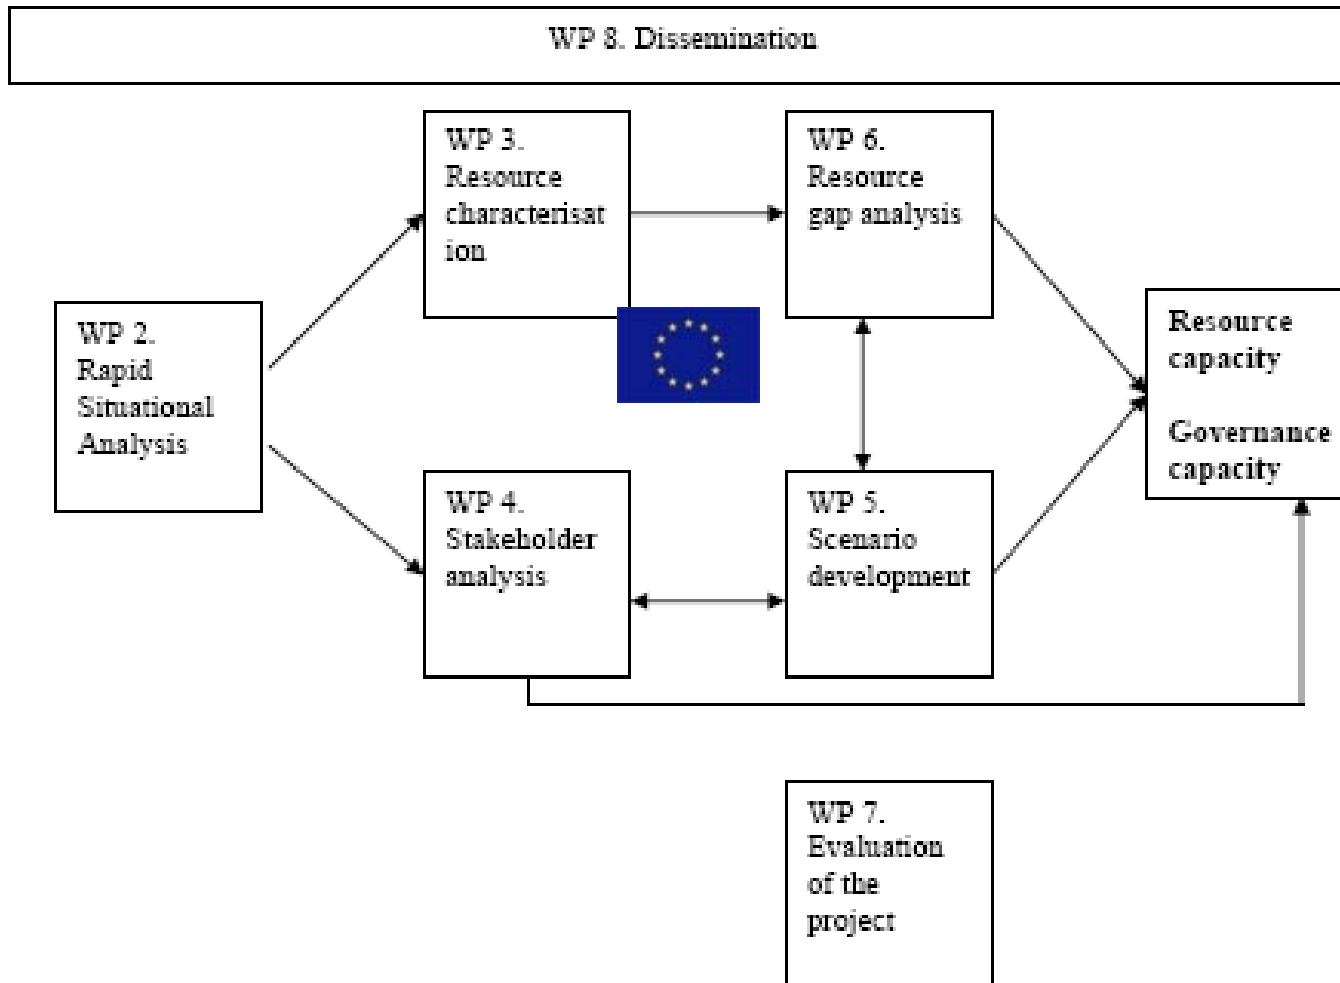 WP 8. Dissemination
WP 3.
Resource
characterisat
ion
WP 6.
Resource
gap analysis
WP 2.
Rapid
Situational
Analysis
Resource
capacity
Governance
capacity
WP 4.
Stakeholder
analysis
WP 5.
Scenario
development
WP 7.
Evaluation
of the
project